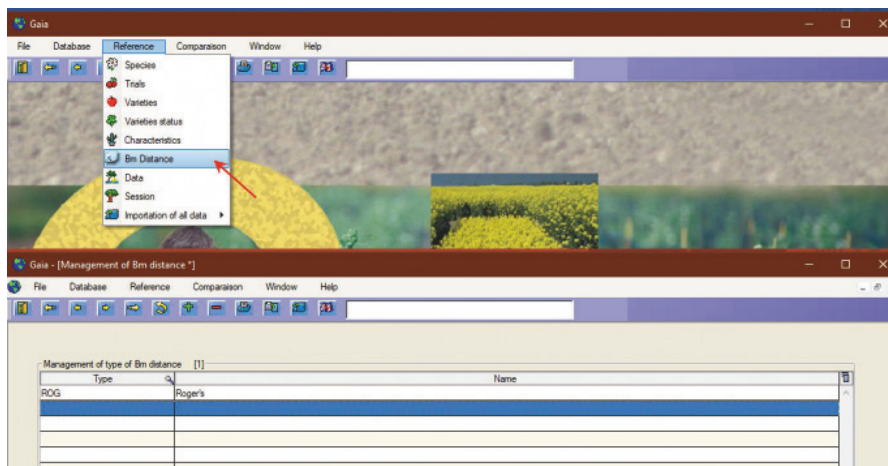 Gaia
File Database Reference Comparaison Window Help
Species
Trials
Varieties
Varieties status
Characteristics
Bm Distance
Data
Session
Importation of all data
Gaia - [Management of Bm distance *]
File Database Reference Comparaison Window Help
Management of type of Bm distance [1]
Type Name
ROG Roger's